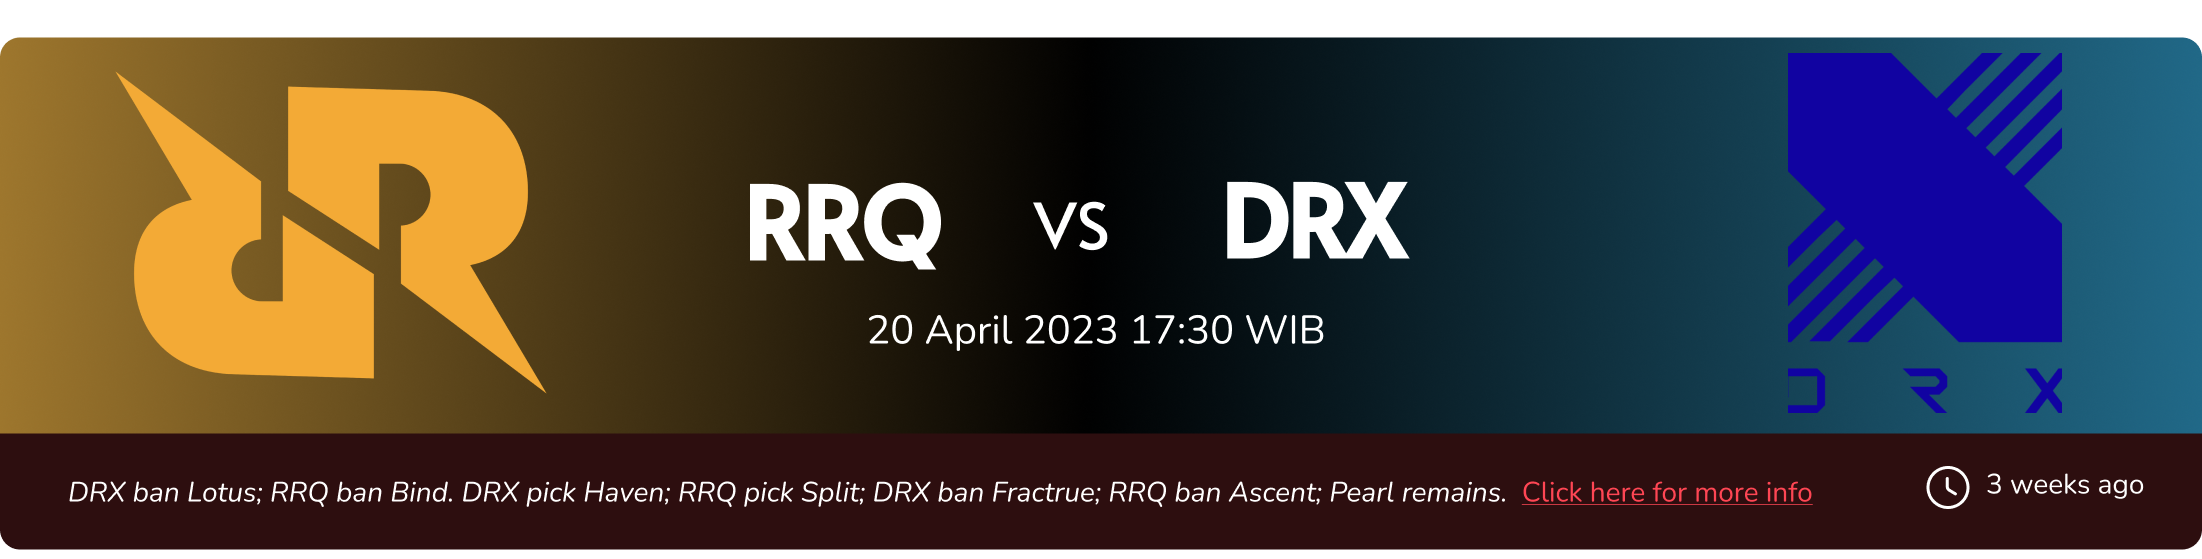 RRQ vs DRX
20 April 2023 17:30 WIB
D R X
DRX ban Lotus; RRQ ban Bind. DRX pick Haven; RRQ pick Split; DRX ban Fractrue; RRQ ban Ascent; Pearl remains. Click here for more info
3 weeks ago